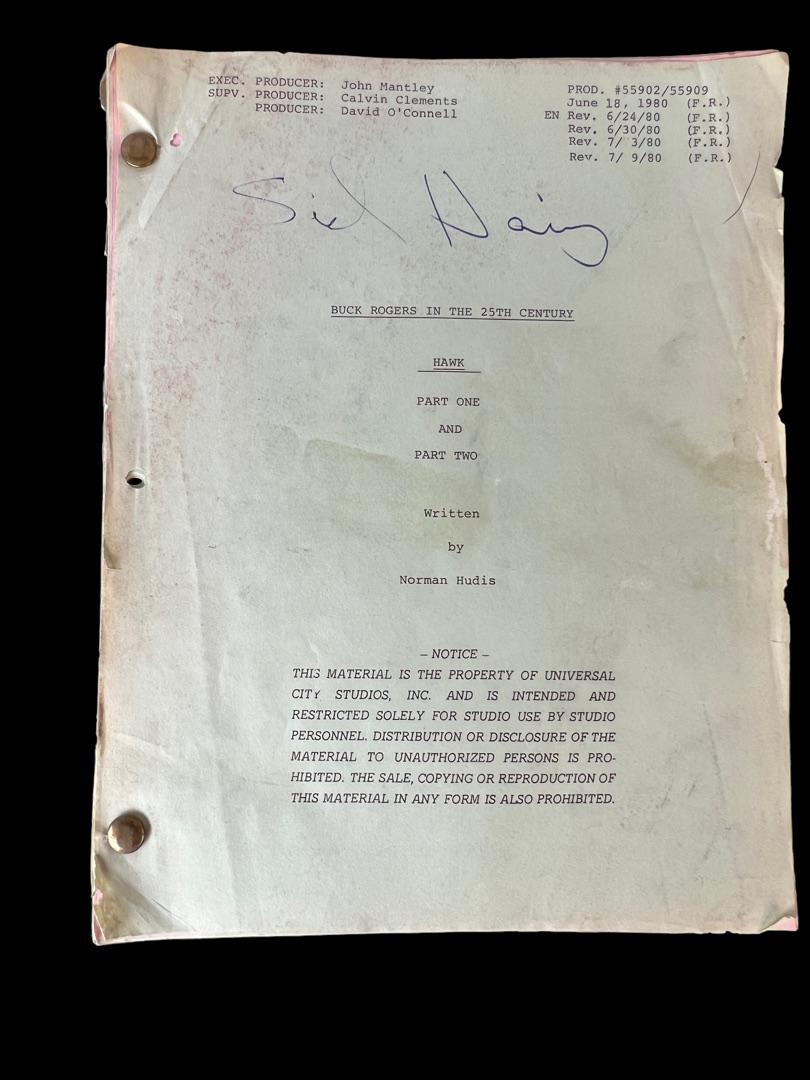 EXEC. PRODUCER: John Mantley
SUPV. PRODUCER: Calvin Clements
PRODUCER: David O'Connell
PROD. #55902/55909
June 18, 1980 (F.R.)
EN Rev. 6/24/80 (F.R.)
Rev. 6/30/80 (F.R.)
Rev. 7/ 3/80 (F.R.)
Rev. 7/ 9/80 (F.R.)
BUCK ROGERS IN THE 25TH CENTURY
HAWK
PART ONE
AND
PART TWO
Written
by
Norman Hudis
– NOTICE –
THIS MATERIAL IS THE PROPERTY OF UNIVERSAL
CITY STUDIOS, INC. AND IS INTENDED AND
RESTRICTED SOLELY FOR STUDIO USE BY STUDIO
PERSONNEL. DISTRIBUTION OR DISCLOSURE OF THE
MATERIAL TO UNAUTHORIZED PERSONS IS PRO-
HIBITED. THE SALE, COPYING OR REPRODUCTION OF
THIS MATERIAL IN ANY FORM IS ALSO PROHIBITED.